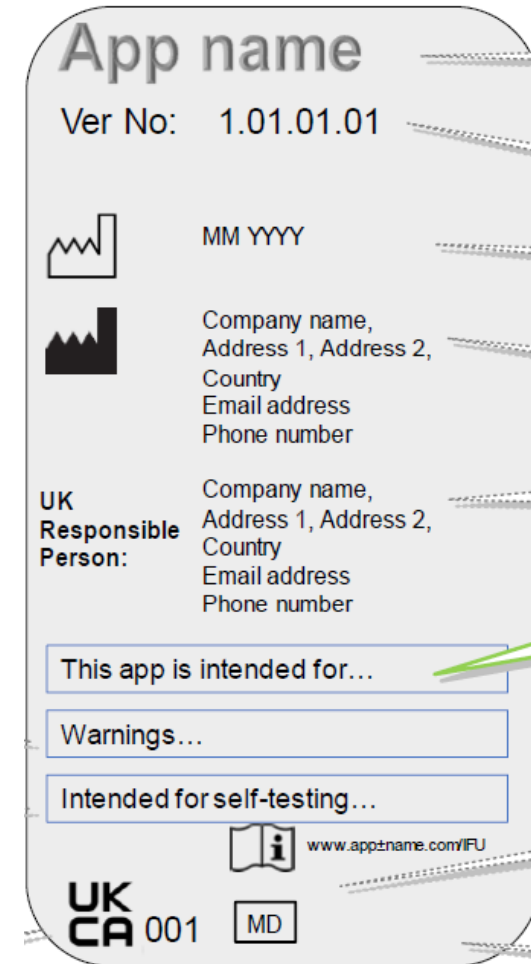 App name
Ver No: 1.01.01.01
MM YYYY
Company name,
Address 1, Address 2,
Country
Email address
Phone number
UK
Responsible
Person:
Company name,
Address 1, Address 2,
Country
Email address
Phone number
This app is intended for...
Warnings...
Intended for self-testing...
i www.app±name.com/IFU
UK
CA 001 MD